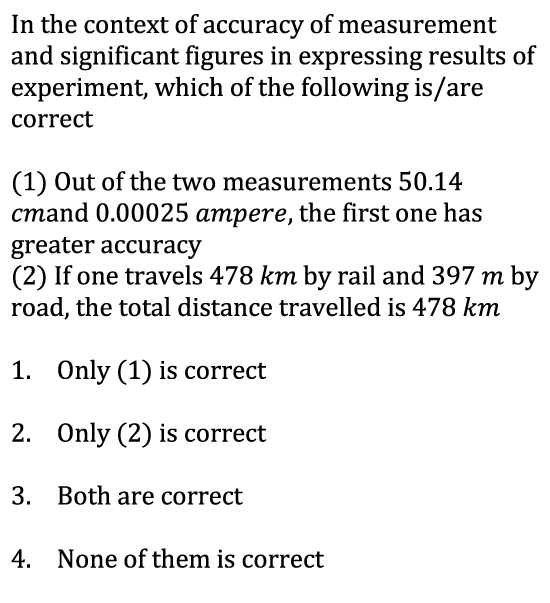 In the context of accuracy of measurement
and significant figures in expressing results of
experiment, which of the following is/are
correct
(1) Out of the two measurements 50.14
cmand 0.00025 ampere, the first one has
greater accuracy
(2) If one travels 478 km by rail and 397 m by
road, the total distance travelled is 478 km
1. Only (1) is correct
2. Only (2) is correct
3. Both are correct
4. None of them is correct